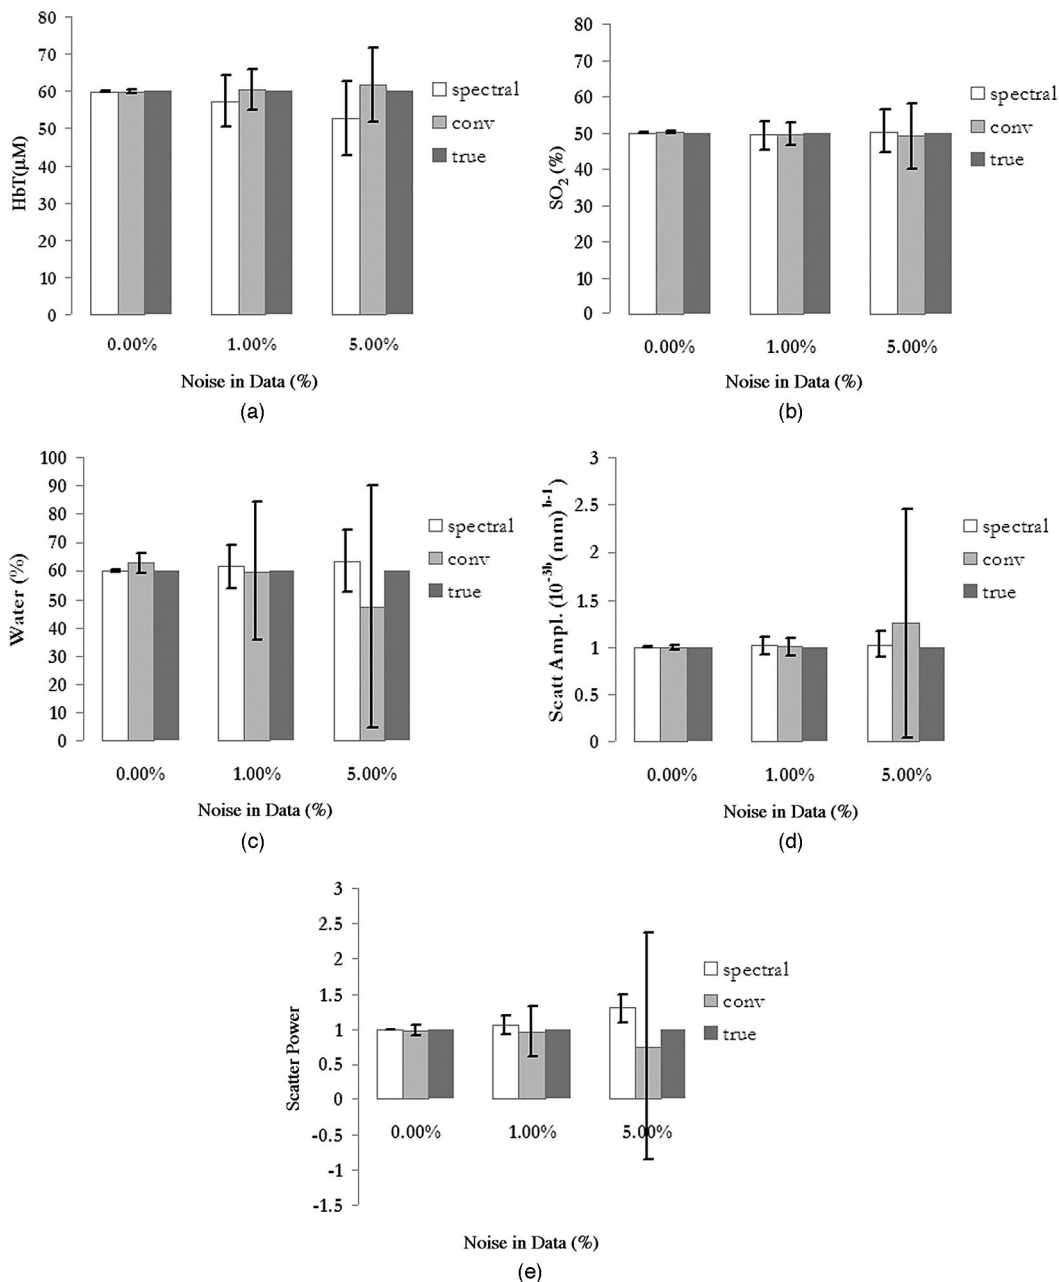 80
70
60
50
40
30
20
10
0
HbT(µM)
0.00% 1.00% 5.00%
Noise in Data (%)
spectral
conv
true
(a)
80
70
60
50
40
30
20
10
0
SO2 (%)
0.00% 1.00% 5.00%
Noise in Data (%)
spectral
conv
true
(b)
100
90
80
70
60
50
40
30
20
10
0
Water (%)
0.00% 1.00% 5.00%
Noise in Data (%)
spectral
conv
true
(c)
3
2.5
2
1.5
1
0.5
0
Scatt Ampl. (10^-3b (mm)^b-1)
0.00% 1.00% 5.00%
Noise in Data (%)
spectral
conv
true
(d)
3
2.5
2
1.5
1
0.5
0
-0.5
-1
-1.5
Scatter Power
0.00% 1.00% 5.00%
Noise in Data (%)
spectral
conv
true
(e)